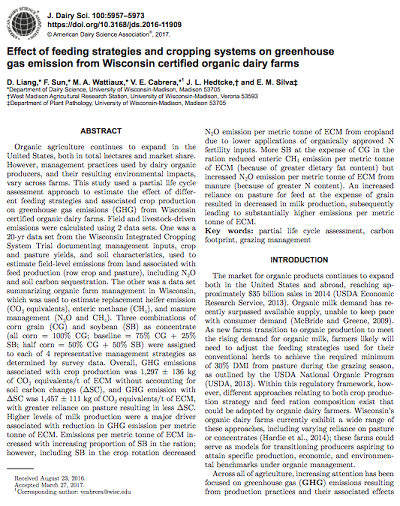 J. Dairy Sci. 100:5957–5973
https://doi.org/10.3168/jds.2016-11909
© American Dairy Science Association®, 2017.
Effect of feeding strategies and cropping systems on greenhouse
gas emission from Wisconsin certified organic dairy farms
D. Liang,* F. Sun,* M. A. Wattiaux,* V. E. Cabrera,*¹ J. L. Hedtcke,† and E. M. Silva‡
*Department of Dairy Science, University of Wisconsin-Madison, Madison 53705
†West Madison Agricultural Research Station, University of Wisconsin-Madison, Verona 53593
‡Department of Plant Pathology, University of Wisconsin-Madison, Madison 53705
ABSTRACT
Organic agriculture continues to expand in the
United States, both in total hectares and market share.
However, management practices used by dairy organic
producers, and their resulting environmental impacts,
vary across farms. This study used a partial life cycle
assessment approach to estimate the effect of differ-
ent feeding strategies and associated crop production
on greenhouse gas emissions (GHG) from Wisconsin
certified organic dairy farms. Field and livestock-driven
emissions were calculated using 2 data sets. One was a
20-yr data set from the Wisconsin Integrated Cropping
System Trial documenting management inputs, crop
and pasture yields, and soil characteristics, used to
estimate field-level emissions from land associated with
feed production (row crop and pasture), including N₂O
and soil carbon sequestration. The other was a data set
summarizing organic farm management in Wisconsin,
which was used to estimate replacement heifer emission
(CO₂ equivalents), enteric methane (CH₄), and manure
management (N₂O and CH₄). Three combinations of
corn grain (CG) and soybean (SB) as concentrate
(all corn = 100% CG; baseline = 75% CG + 25%
SB; half corn = 50% CG + 50% SB) were assigned
to each of 4 representative management strategies as
determined by survey data. Overall, GHG emissions
associated with crop production was 1,297 ± 136 kg
of CO₂ equivalents/t of ECM without accounting for
soil carbon changes (ΔSC), and GHG emission with
ΔSC was 1,457 ± 111 kg of CO₂ equivalents/t of ECM,
with greater reliance on pasture resulting in less ΔSC.
Higher levels of milk production were a major driver
associated with reduction in GHG emission per metric
tonne of ECM. Emissions per metric tonne of ECM in-
creased with increasing proportion of SB in the ration;
however, including SB in the crop rotation decreased
Received August 23, 2016.
Accepted March 27, 2017.
¹ Corresponding author: vcabrera@wisc.edu
N₂O emission per metric tonne of ECM from cropland
due to lower applications of organically approved N
fertility inputs. More SB at the expense of CG in the
ration reduced enteric CH₄ emission per metric tonne
of ECM (because of greater dietary fat content) but
increased N₂O emission per metric tonne of ECM from
manure (because of greater N content). An increased
reliance on pasture for feed at the expense of grain
resulted in decreased in milk production, subsequently
leading to substantially higher emissions per metric
tonne of ECM.
Key words: partial life cycle assessment, carbon
footprint, grazing management
INTRODUCTION
The market for organic products continues to expand
both in the United States and abroad, reaching ap-
proximately $35 billion sales in 2014 (USDA Economic
Research Service, 2013). Organic milk demand has re-
cently surpassed available supply, unable to keep pace
with consumer demand (McBride and Greene, 2009).
As new farms transition to organic production to meet
the rising demand for organic milk, farmers likely will
need to adjust the feeding strategies used for their
conventional herds to achieve the required minimum
of 30% DMI from pasture during the grazing season,
as outlined by the USDA National Organic Program
(USDA, 2013). Within this regulatory framework, how-
ever, different approaches relating to both crop produc-
tion strategy and feed ration composition exist that
could be adopted by organic dairy farmers. Wisconsin's
organic dairy farms currently exhibit a wide range of
these approaches, including varying reliance on pasture
or concentrates (Hardie et al., 2014); these farms could
serve as models for transitioning producers aspiring to
attain specific production, economic, and environmen-
tal benchmarks under organic management.
Across all of agriculture, increasing attention has been
focused on greenhouse gas (GHG) emissions resulting
from production practices and their associated effects